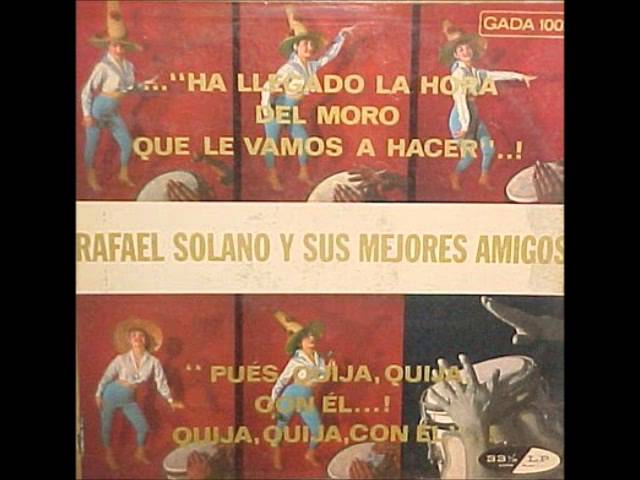 GADA 100
..."HA LLEGADO LA HORA
DEL MORO
QUE LE VAMOS A HACER"..!
RAFAEL SOLANO Y SUS MEJORES AMIGOS
" PUÉS, QUIJA, QUIJA,
CON ÉL...!
QUIJA, QUIJA, CON ÉL"...!
33⅓ LP